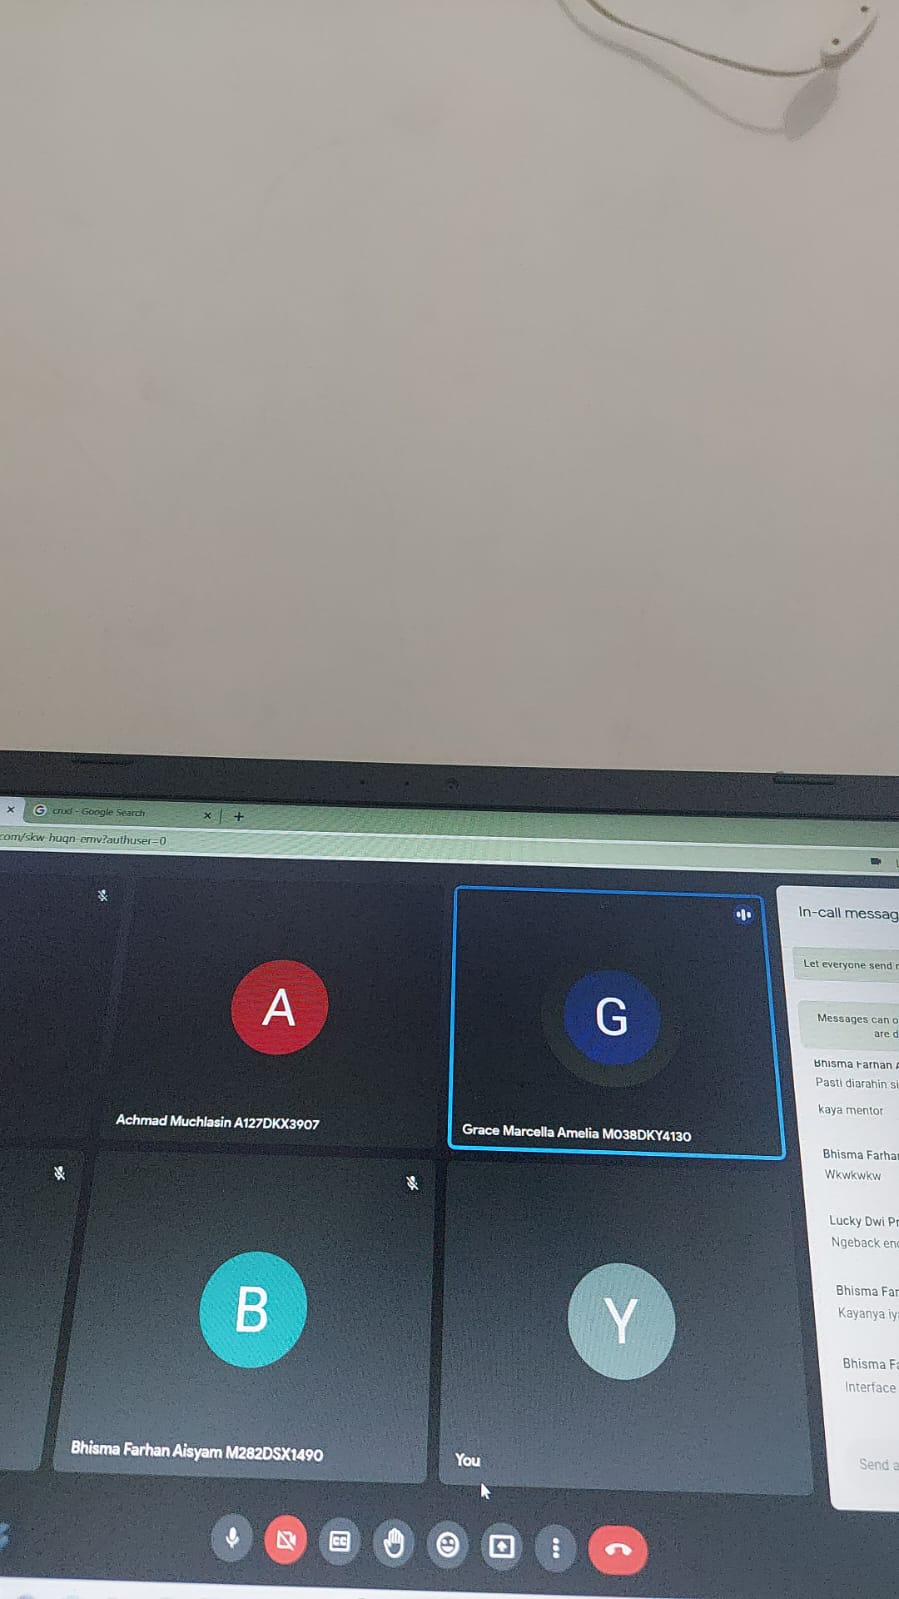 crud - Google Search
com/skw-huqn-emv?authuser=0
A
Achmad Muchlasin A127DKX3907
G
Grace Marcella Amelia M038DKY4130
B
Bhisma Farhan Aisyam M282DSX1490
Y
You
CC
In-call messag
Let everyone send
Messages can
are
Bhisma Farhan
Pasti diarahin
kaya mentor
Bhisma Farha
Wkwkwkw
Lucky Dwi Pr
Ngeback en
Bhisma Far
Kayanya iy
Bhisma Fa
Interface
Send a